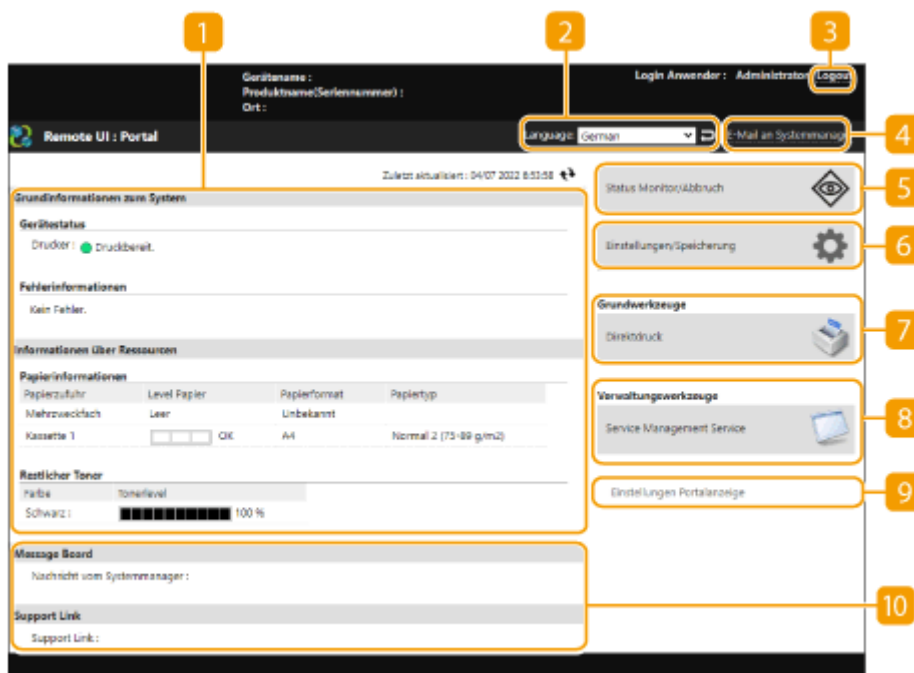 1
2
3
Gerätename :
Produktname(Seriennummer) :
Ort :
Login Anwender : Administrator Logout
Remote UI : Portal
Language: German
E-Mail an Systemmanage
4
Zuletzt aktualisiert : 04/07 2022 8:53:58
Grundinformationen zum System
Gerätestatus
Drucker : Druckbereit.
Fehlerinformationen
Kein Fehler.
Informationen über Ressourcen
Papierinformationen
Papierzufuhr Level Papier Papierformat Papiertyp
Mehrzweckfach Leer Unbekannt
Kassette 1 OK A4 Normal 2 (75-89 g/m2)
Restlicher Toner
Farbe Tonerlevel
Schwarz : 100 %
Message Board
Nachricht vom Systemmanager :
Support Link
Support Link :
Status Monitor/Abbruch
5
Einstellungen/Speicherung
6
Grundwerkzeuge
Direktdruck
7
Verwaltungswerkzeuge
Service Management Service
8
Einstellungen Portalanzeige
9
10